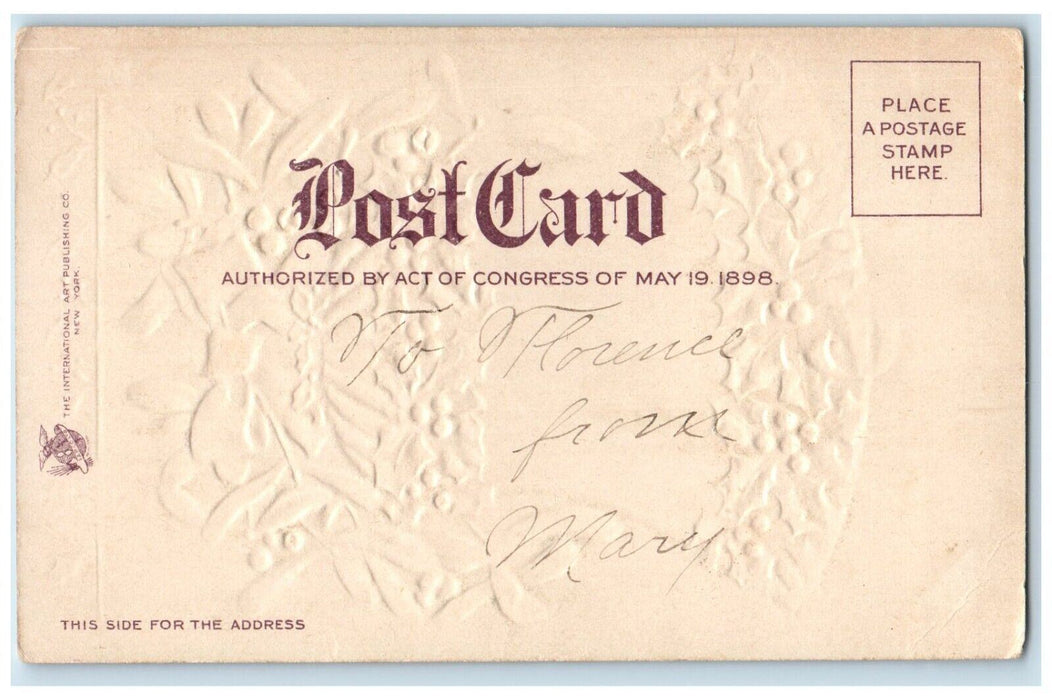 PLACE
A POSTAGE
STAMP
HERE.
Post Card
AUTHORIZED BY ACT OF CONGRESS OF MAY 19. 1898.
THE INTERNATIONAL ART PUBLISHING CO.
NEW YORK.
To Florence
from
Mary
THIS SIDE FOR THE ADDRESS